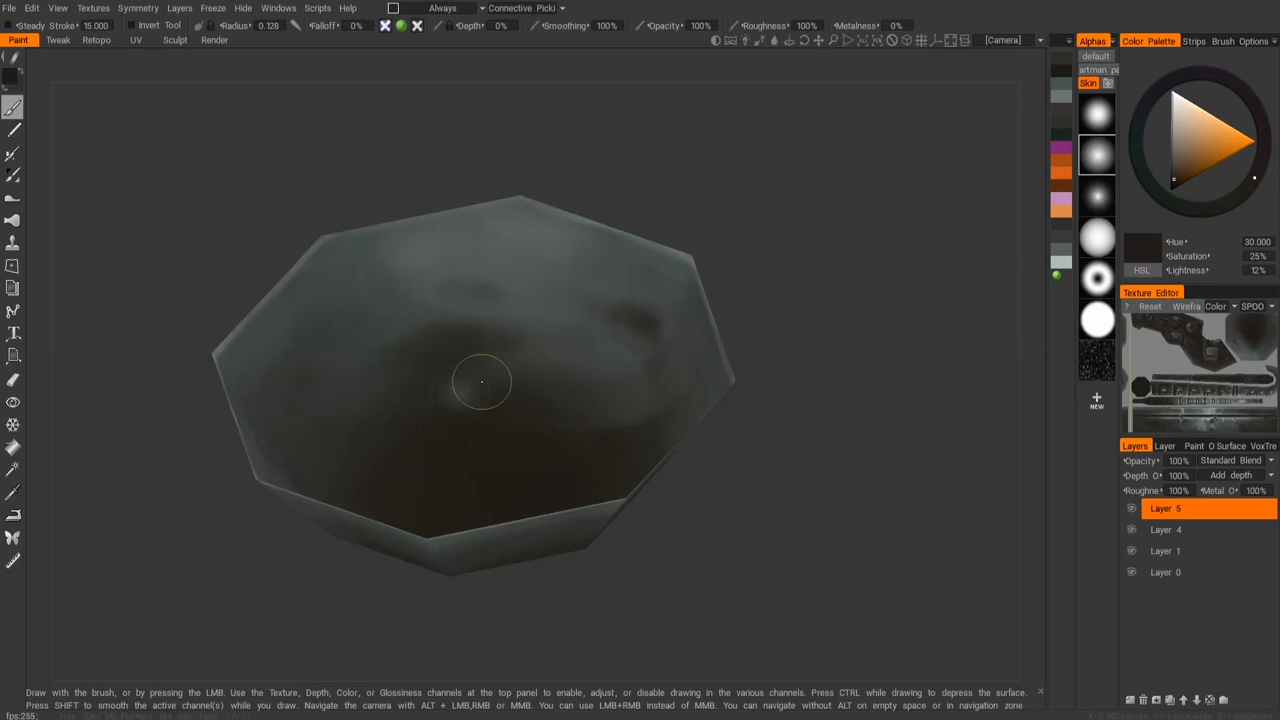 File Edit View Textures Symmetry Layers Freeze Hide Windows Scripts Help Always Connective Picki
Steady Stroke 15.000 Invert Tool Radius 0.128 Falloff 0% Depth 0% Smoothing 100% Opacity 100% Roughness 100% Metalness 0%
Paint Tweak Retopo UV Sculpt Render [Camera] Alphas Color Palette Strips Brush Options
default
artman pe
Skin
Hue 30.000
Saturation 25%
HSL Lightness 12%
Texture Editor
? Reset Wirefra Color SPOO
NEW
Layers Layer Paint O Surface VoxTre
Opacity 100% Standard Blend
Depth O 100% Add depth
Roughne 100% Metal O 100%
Layer 5
Layer 4
Layer 1
Layer 0
Draw with the brush, or by pressing the LMB. Use the Texture, Depth, Color, or Glossiness channels at the top panel to enable, adjust, or disable drawing in the various channels. Press CTRL while drawing to depress the surface.
Press SHIFT to smooth the active channel(s) while you draw. Navigate the camera with ALT + LMB,RMB or MMB. You can use LMB+RMB instead of MMB. You can navigate without ALT on empty space or in navigation zone
fps:255;